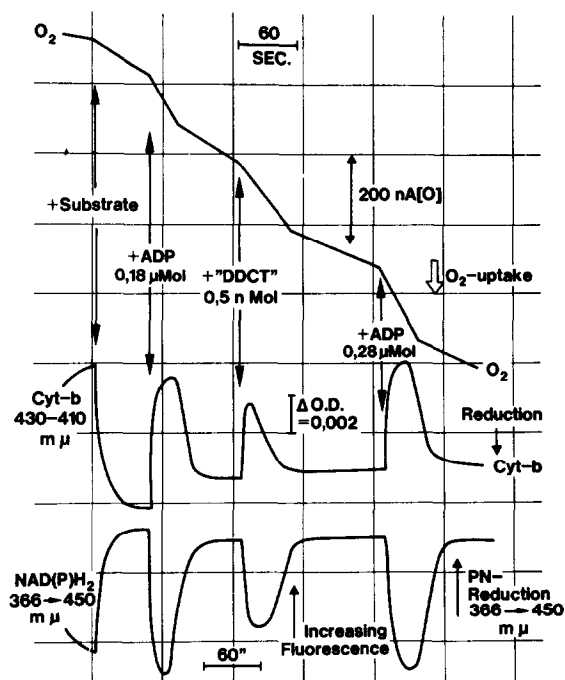 O₂
60
SEC.
+Substrate
200 nA[O]
+ADP
0,18 μMol
+"DDCT"
0,5 n Mol
O₂-uptake
+ADP
0,28 μMol
O₂
Cyt-b
430–410
m μ
Δ O.D.
=0,002
Reduction
Cyt-b
NAD(P)H₂
366→450
m μ
Increasing
Fluorescence
PN-
Reduction
366→450
m μ
60"